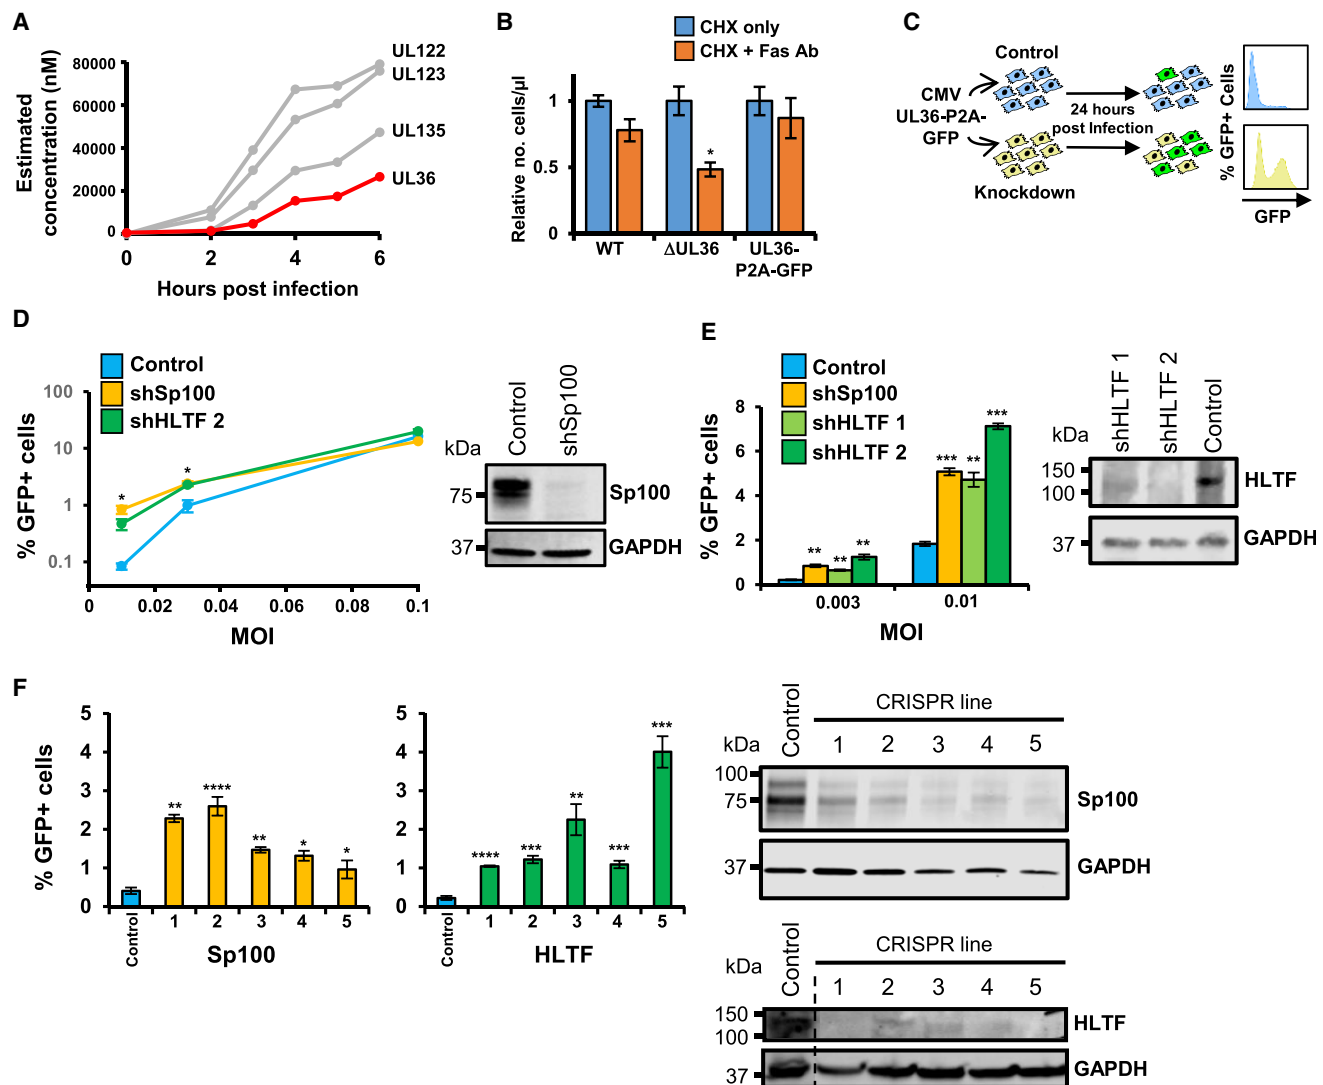 A
Estimated
concentration (nM)
80000
60000
40000
20000
0
0
2
4
6
Hours post infection
UL122
UL123
UL135
UL36
B
CHX only
CHX + Fas Ab
Relative no. cells/µl
1
0.5
0
*
WT
ΔUL36
UL36-
P2A-GFP
C
Control
CMV
UL36-P2A-
GFP
Knockdown
24 hours
post Infection
% GFP+ Cells
GFP
D
Control
shSp100
shHLTF 2
% GFP+ cells
100
10
1
0.1
*
*
0
0.02
0.04
0.06
0.08
0.1
MOI
Control
shSp100
kDa
75
37
Sp100
GAPDH
E
Control
shSp100
shHLTF 1
shHLTF 2
% GFP+ cells
8
6
4
2
0
** ** **
*** ** ***
0.003
0.01
MOI
shHLTF 1
shHLTF 2
Control
kDa
150
100
37
HLTF
GAPDH
F
% GFP+ cells
5
4
3
2
1
0
** **** ** * *
Control 1 2 3 4 5
Sp100
5
4
3
2
1
0
**** *** ** *** ***
Control 1 2 3 4 5
HLTF
Control
CRISPR line
1 2 3 4 5
kDa
100
75
37
Sp100
GAPDH
Control
CRISPR line
1 2 3 4 5
kDa
150
100
37
HLTF
GAPDH